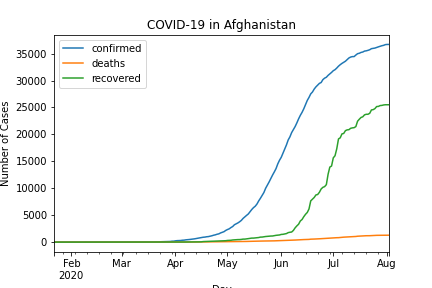 COVID-19 in Afghanistan
confirmed
deaths
recovered
Number of Cases
35000
30000
25000
20000
15000
10000
5000
0
Feb
2020
Mar
Apr
May
Jun
Jul
Aug